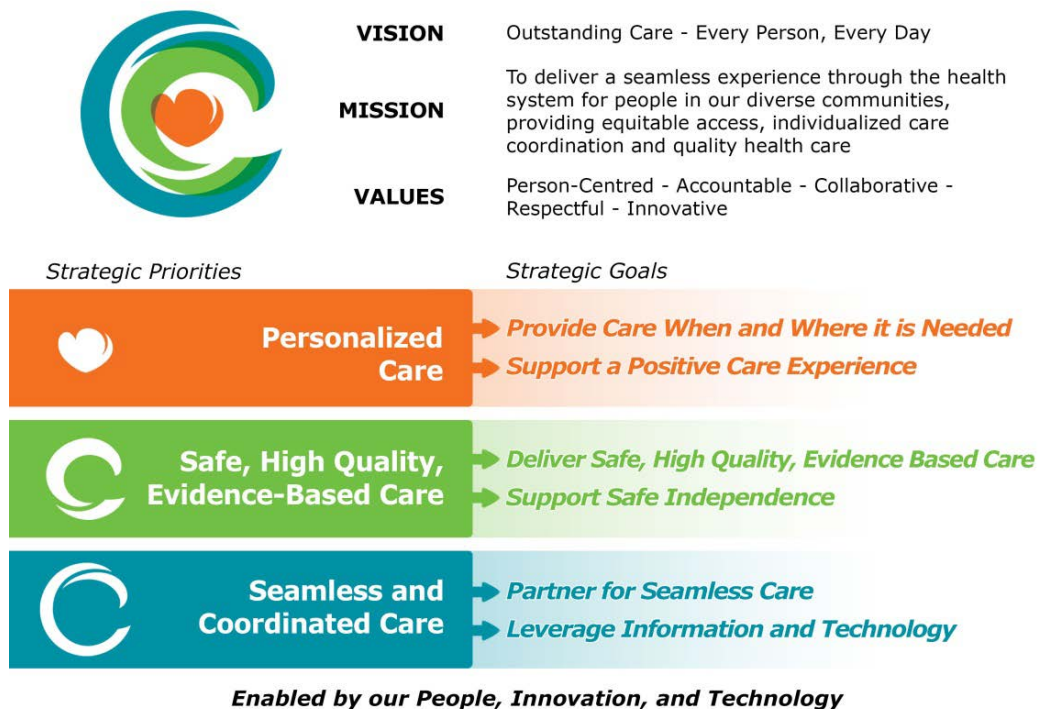 VISION
Outstanding Care - Every Person, Every Day
MISSION
To deliver a seamless experience through the health
system for people in our diverse communities,
providing equitable access, individualized care
coordination and quality health care
VALUES
Person-Centred - Accountable - Collaborative -
Respectful - Innovative
Strategic Priorities
Strategic Goals
Personalized
Care
Provide Care When and Where it is Needed
Support a Positive Care Experience
Safe, High Quality,
Evidence-Based Care
Deliver Safe, High Quality, Evidence Based Care
Support Safe Independence
Seamless and
Coordinated Care
Partner for Seamless Care
Leverage Information and Technology
Enabled by our People, Innovation, and Technology